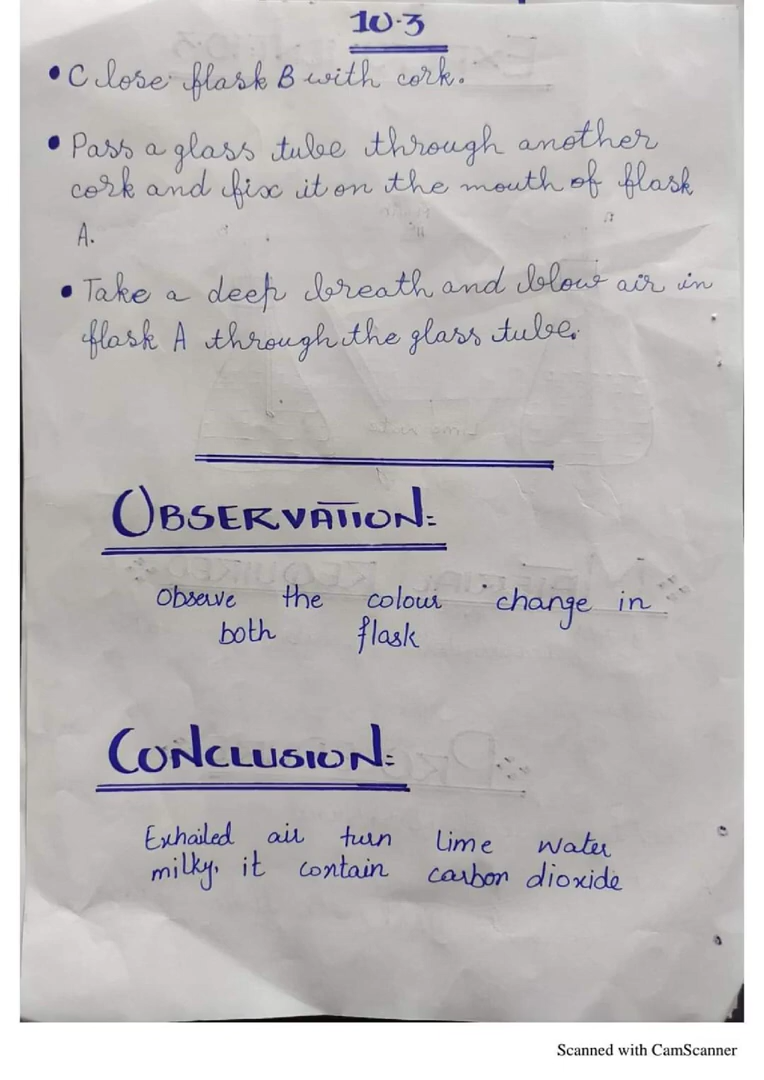 10.3
• Close flask B with cork.
• Pass a glass tube through another
cork and fix it on the mouth of flask
A.
• Take a deep breath and blow air in
flask A through the glass tube.
OBSERVATION:
Observe the colour change in
both flask
CONCLUSION:
Exhailed air turn lime water
milky. it contain carbon dioxide
Scanned with CamScanner